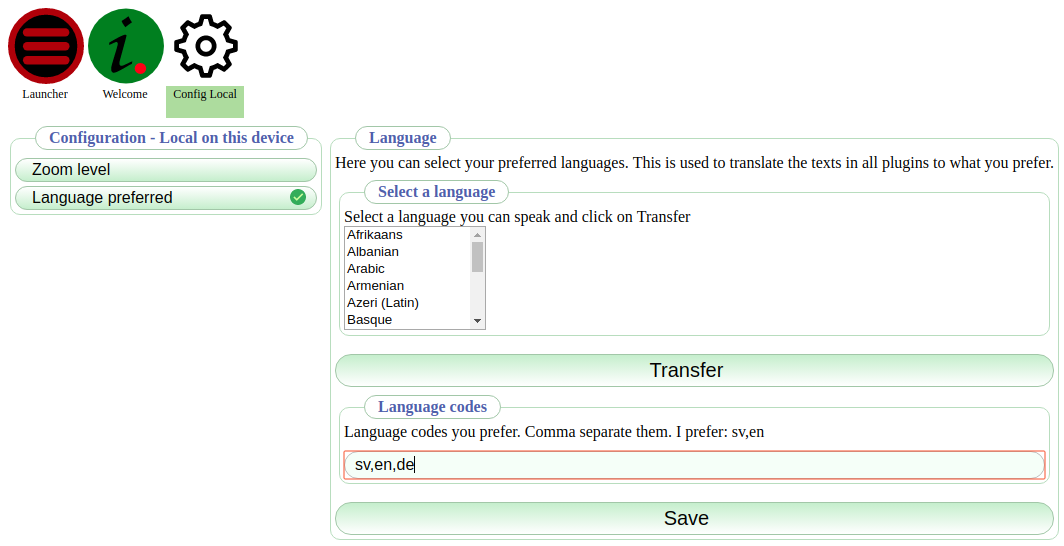 Launcher
Welcome
Config Local
Configuration - Local on this device
Zoom level
Language preferred
Language
Here you can select your preferred languages. This is used to translate the texts in all plugins to what you prefer.
Select a language
Select a language you can speak and click on Transfer
Afrikaans
Albanian
Arabic
Armenian
Azeri (Latin)
Basque
Transfer
Language codes
Language codes you prefer. Comma separate them. I prefer: sv,en
sv,en,de
Save